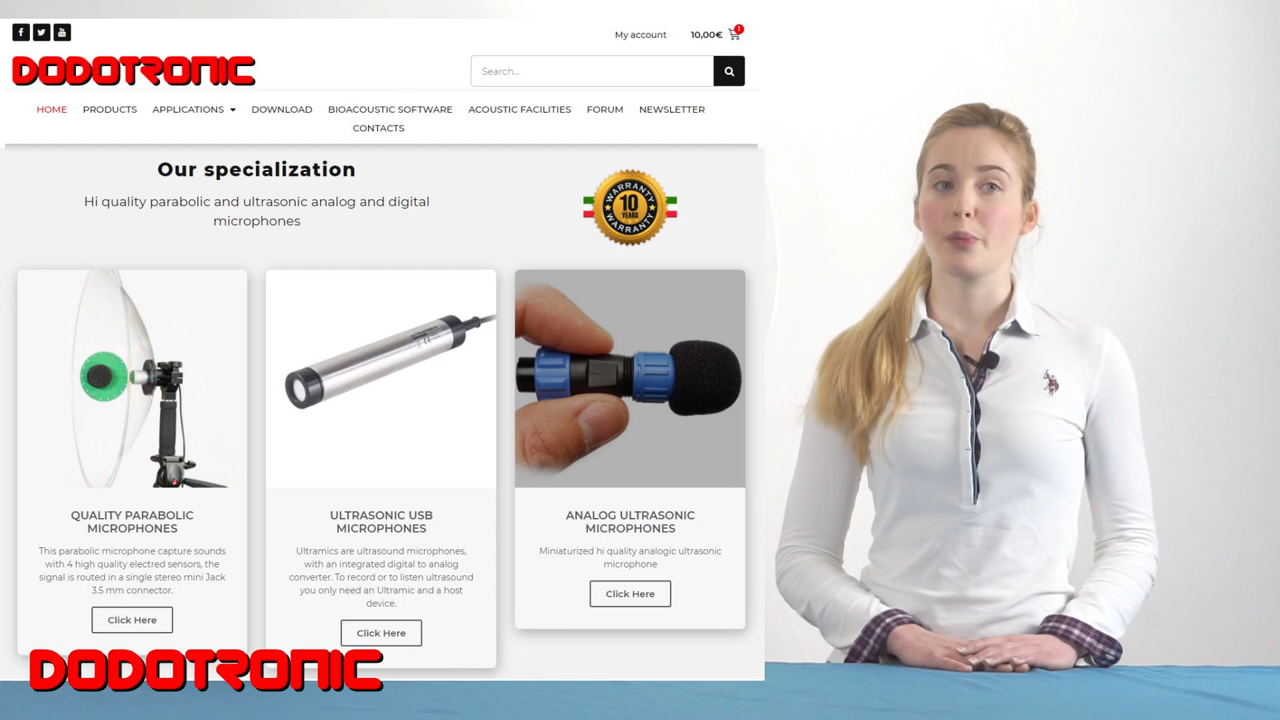 My account
10,00€
1
DODOTRONIC
Search...
HOME PRODUCTS APPLICATIONS DOWNLOAD BIOACOUSTIC SOFTWARE ACOUSTIC FACILITIES FORUM NEWSLETTER
CONTACTS
Our specialization
Hi quality parabolic and ultrasonic analog and digital
microphones
WARRANTY
10
YEARS
WARRANTY
QUALITY PARABOLIC
MICROPHONES
This parabolic microphone capture sounds
with 4 high quality electred sensors, the
signal is routed in a single stereo mini Jack
3.5 mm connector.
Click Here
ULTRASONIC USB
MICROPHONES
Ultramics are ultrasound microphones,
with an integrated digital to analog
converter. To record or to listen ultrasound
you only need an Ultramic and a host
device.
Click Here
ANALOG ULTRASONIC
MICROPHONES
Miniaturized hi quality analogic ultrasonic
microphone
Click Here
DODOTRONIC